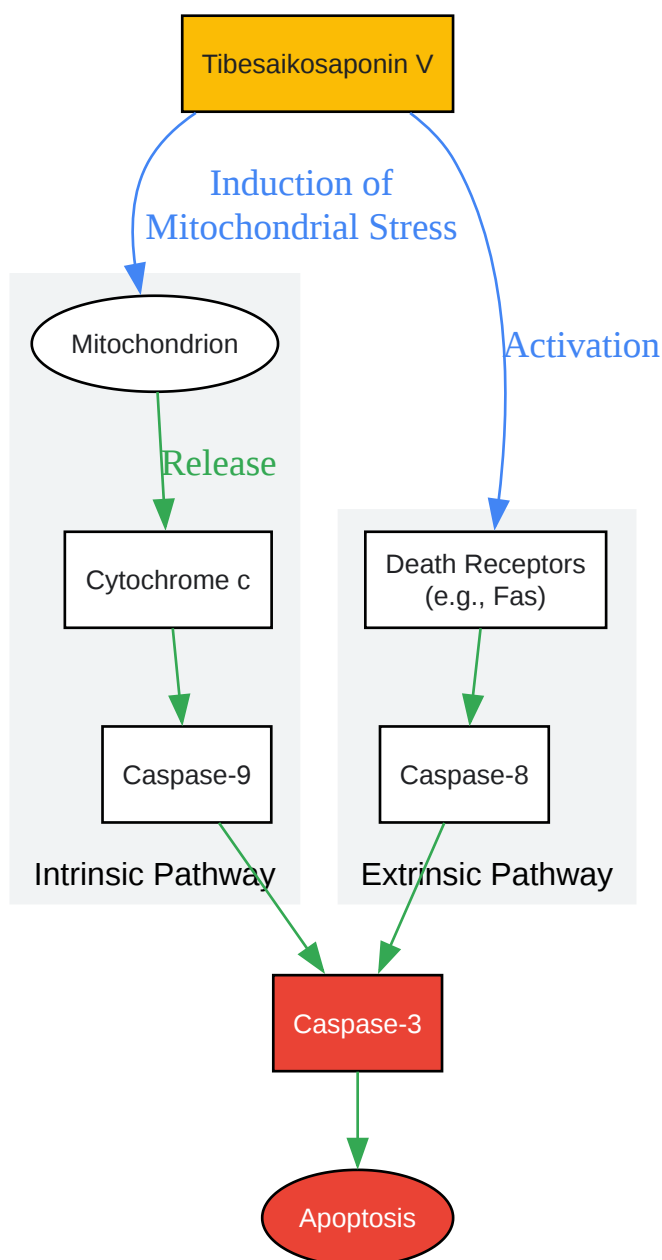 Tibesaikosaponin V
Induction of
Mitochondrial Stress
Activation
Mitochondrion
Release
Cytochrome c
Death Receptors
(e.g., Fas)
Caspase-9
Caspase-8
Intrinsic Pathway
Extrinsic Pathway
Caspase-3
Apoptosis